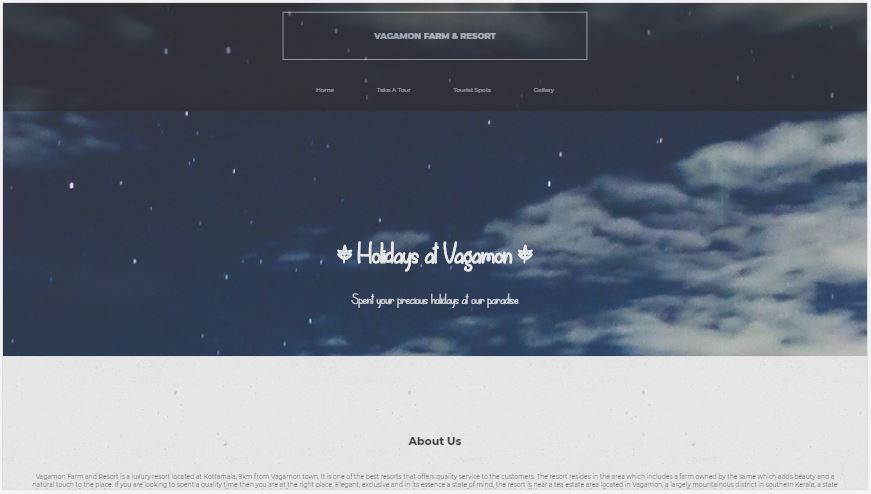 VAGAMON FARM & RESORT
Home Take A Tour Tourist Spots Gallery
Holidays at Vagamon
Spent your precious holidays at our paradise
About Us
Vagamon Farm and Resort is a luxury resort located at Kottamala, 9km from Vagamon town. It is one of the best resorts that offers quality service to the customers. The resort resides in the area which includes a farm owned by the same which adds beauty and a
natural touch to the place. If you are looking to spent a quality time then you are at the right place. Elegant, exclusive and in its essence a state of mind, the resort is near a tea estate area located in Vagamon, a largely mountainous district in southern Kerala, a state